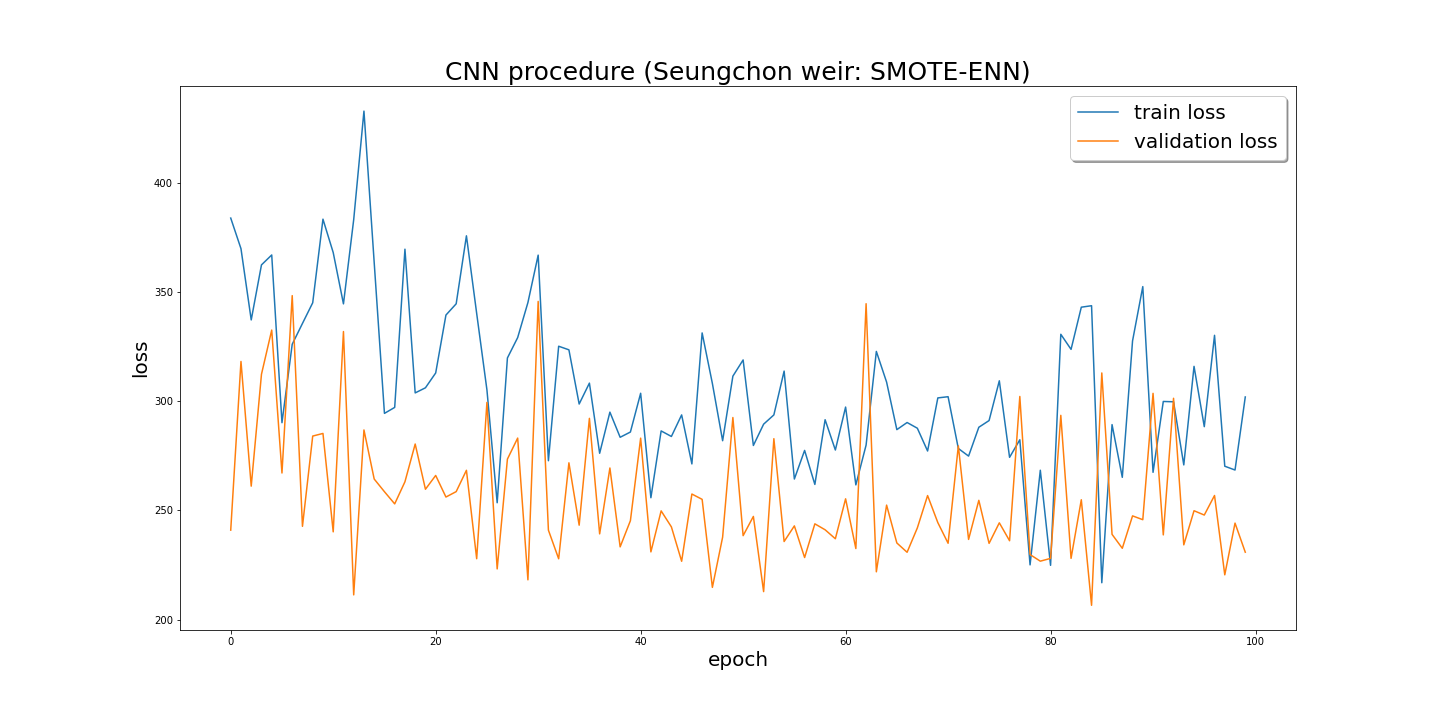 CNN procedure (Seungchon weir: SMOTE-ENN)
train loss
validation loss
400
350
300
250
200
loss
0 20 40 60 80 100
epoch